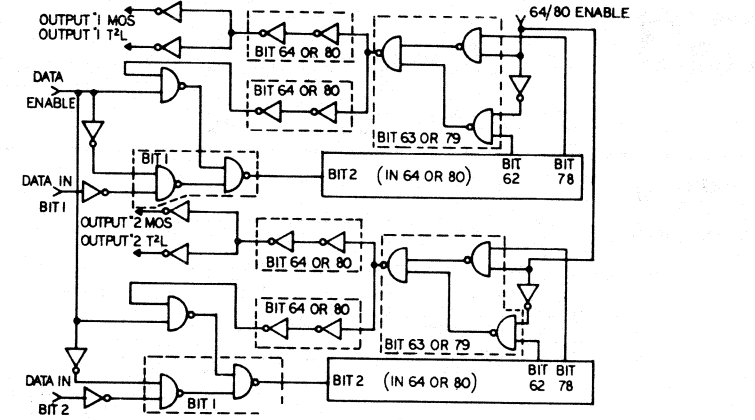 OUTPUT #1 MOS
OUTPUT #1 T²L
BIT 64 OR 80
64/80 ENABLE
DATA
ENABLE
BIT 64 OR 80
BIT 63 OR 79
BIT 1
DATA IN
BIT 1
BIT 2 (IN 64 OR 80)
BIT 62
BIT 78
OUTPUT #2 MOS
OUTPUT #2 T²L
BIT 64 OR 80
BIT 64 OR 80
BIT 63 OR 79
DATA IN
BIT 2
BIT 1
BIT 2 (IN 64 OR 80)
BIT 62
BIT 78